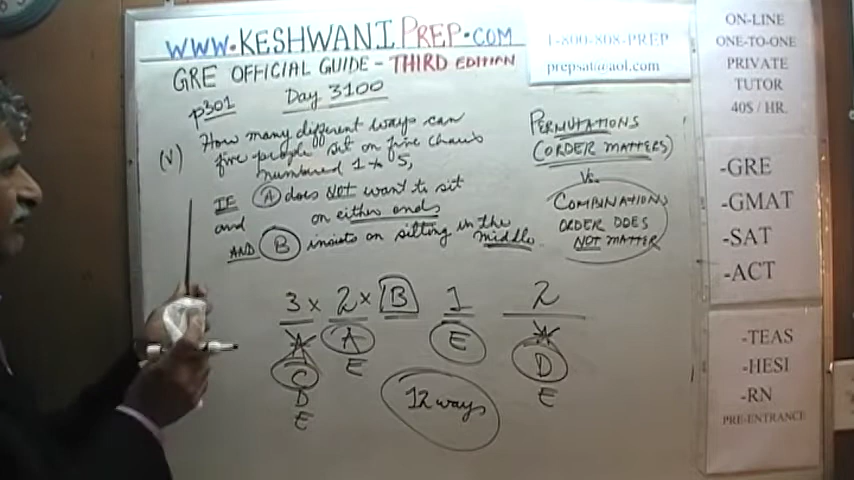 WWW.KESHWANIPREP.COM
GRE OFFICIAL GUIDE - THIRD EDITION
p301
Day 3100
(V) How many different ways can
five people sit on five chairs
numbered 1 to 5,
IF A does NOT want to sit
and on either ends
AND B insists on sitting in the middle
PERMUTATIONS
(ORDER MATTERS)
Vs.
COMBINATIONS
ORDER DOES
NOT MATTER
3 × 2 × B 1 2
A A E A
C E D
D E
E
12 ways
1-800-808-PREP
prepsat@aol.com
ON-LINE
ONE-TO-ONE
PRIVATE
TUTOR
40$ / HR.
-GRE
-GMAT
-SAT
-ACT
-TEAS
-HESI
-RN
PRE-ENTRANCE